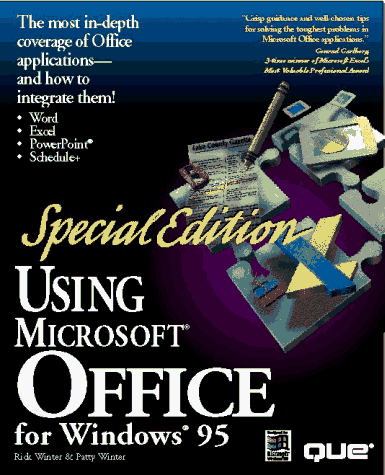 The most in-depth
coverage of Office
applications—
and how to
integrate them!
• Word
• Excel
• PowerPoint®
• Schedule+
"Crisp guidance and well-chosen tips
for solving the toughest problems in
Microsoft Office applications."
Conrad Carlberg
3-time winner of Microsoft Excel's
Most Valuable Professional Award
Lake County Gazette
Special Edition
USING
MICROSOFT®
OFFICE
for Windows® 95
Rick Winter & Patty Winter
que®